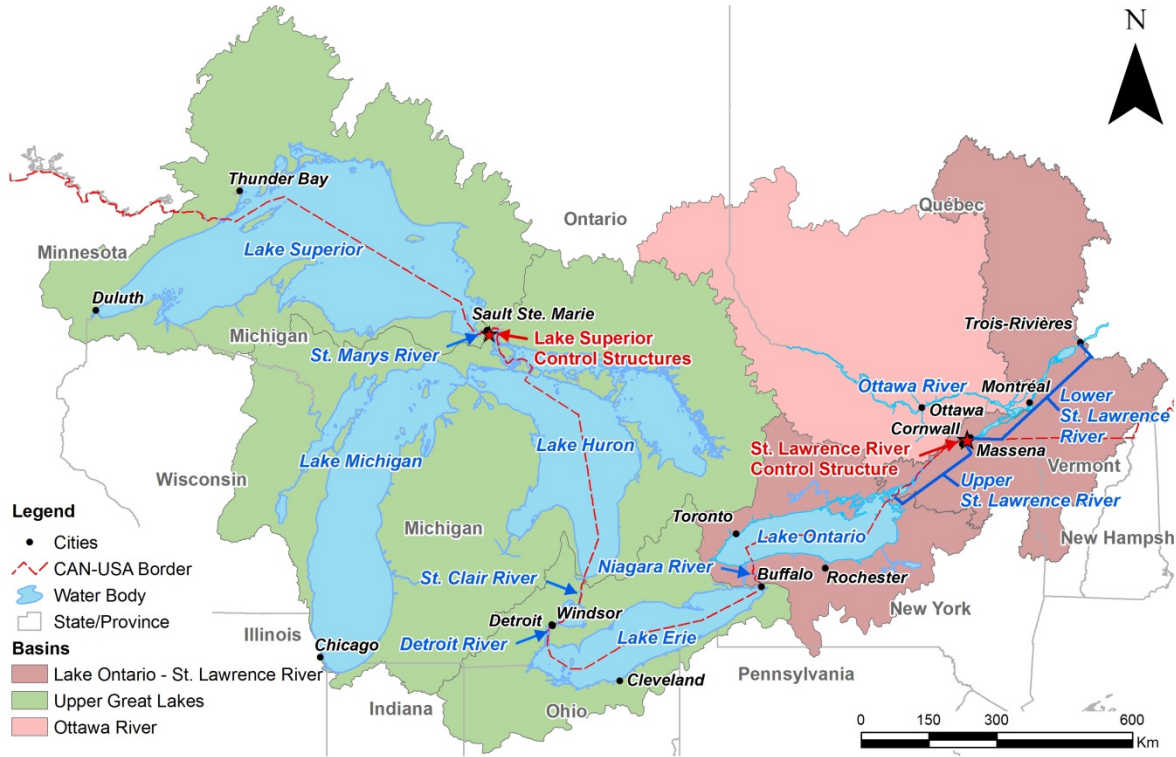 N
Thunder Bay
Ontario
Québec
Minnesota
Lake Superior
Duluth
Sault Ste. Marie
Michigan
Lake Superior
Control Structures
St. Marys River
Trois-Rivières
Ottawa River
Montréal
Lower
St. Lawrence
River
Ottawa
Cornwall
St. Lawrence River
Control Structure
Massena
Vermont
Upper
St. Lawrence River
Lake Huron
Lake Michigan
Wisconsin
Michigan
Toronto
Lake Ontario
New Hampsh
St. Clair River
Niagara River
Buffalo
Rochester
New York
Detroit
Windsor
Detroit River
Lake Erie
Illinois
Chicago
Cleveland
Pennsylvania
Indiana
Ohio
Legend
Cities
CAN-USA Border
Water Body
State/Province
Basins
Lake Ontario - St. Lawrence River
Upper Great Lakes
Ottawa River
0 150 300 600
Km